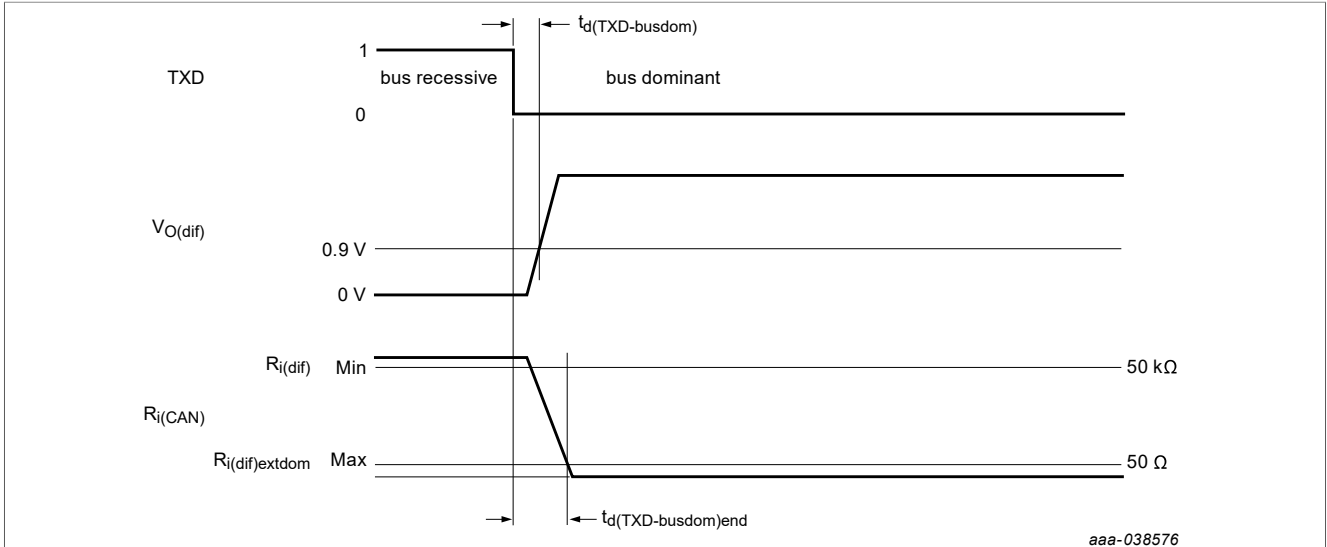 td(TXD-busdom)
1
TXD bus recessive bus dominant
0
VO(dif)
0.9 V
0 V
Ri(dif) Min 50 kΩ
Ri(CAN)
Ri(dif)extdom Max 50 Ω
td(TXD-busdom)end
aaa-038576